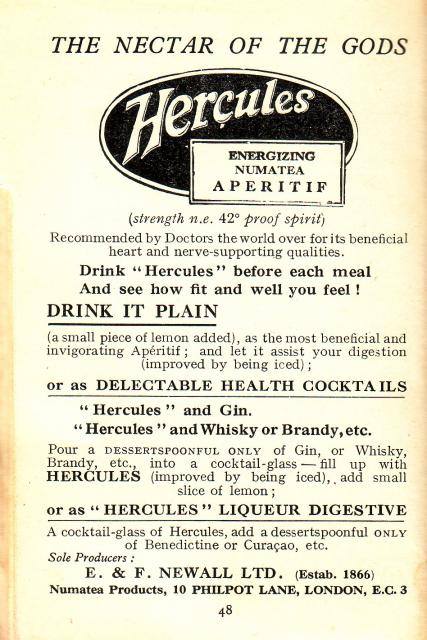 THE NECTAR OF THE GODS
Herçules
ENERGIZING
NUMATEA
APERITIF
(strength n.e. 42° proof spirit)
Recommended by Doctors the world over for its beneficial
heart and nerve-supporting qualities.
Drink "Hercules" before each meal
And see how fit and well you feel !
DRINK IT PLAIN
(a small piece of lemon added), as the most beneficial and
invigorating Apéritif ; and let it assist your digestion
(improved by being iced) ;
or as DELECTABLE HEALTH COCKTAILS
"Hercules" and Gin.
"Hercules" and Whisky or Brandy, etc.
Pour a DESSERTSPOONFUL ONLY of Gin, or Whisky,
Brandy, etc., into a cocktail-glass — fill up with
HERCULES (improved by being iced), add small
slice of lemon ;
or as "HERCULES" LIQUEUR DIGESTIVE
A cocktail-glass of Hercules, add a dessertspoonful ONLY
of Benedictine or Curaçao, etc.
Sole Producers :
E. & F. NEWALL LTD. (Estab. 1866)
Numatea Products, 10 PHILPOT LANE, LONDON, E.C. 3
48